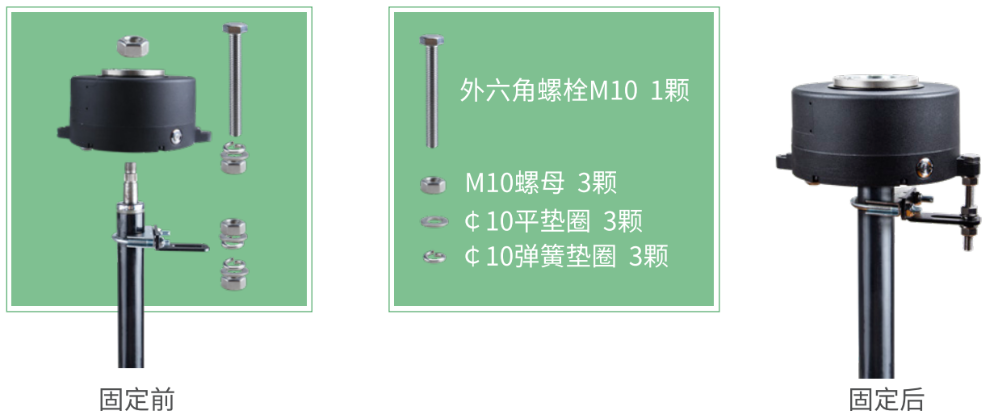 外六角螺栓M10 1颗
M10螺母 3颗
￠10平垫圈 3颗
￠10弹簧垫圈 3颗
固定前
固定后